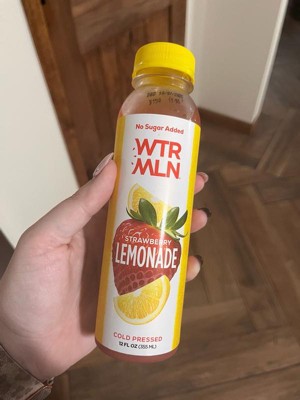 No Sugar Added
WTR
MLN
STRAWBERRY
LEMONADE
COLD PRESSED
12 FL OZ (355 ML)